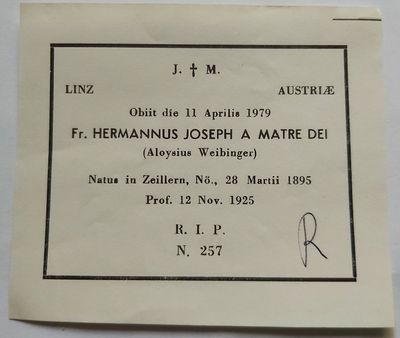 J. ✝ M.
LINZ AUSTRIÆ
Obiit die 11 Aprilis 1979
Fr. HERMANNUS JOSEPH A MATRE DEI
(Aloysius Weibinger)
Natus in Zeillern, Nö., 28 Martii 1895
Prof. 12 Nov. 1925
R. I. P.
N. 257
R